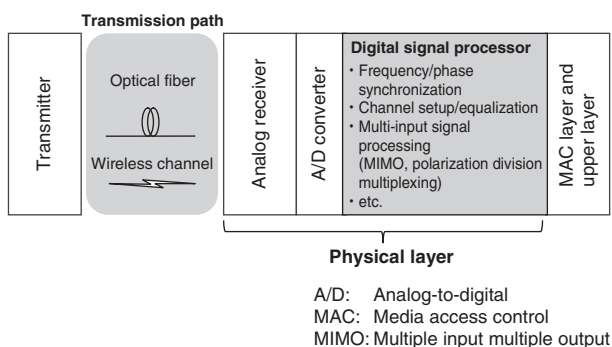 Transmission path
Transmitter
Optical fiber
Wireless channel
Analog receiver
A/D converter
Digital signal processor
・Frequency/phase
synchronization
・Channel setup/equalization
・Multi-input signal
processing
(MIMO, polarization division
multiplexing)
・etc.
MAC layer and
upper layer
Physical layer
A/D: Analog-to-digital
MAC: Media access control
MIMO: Multiple input multiple output